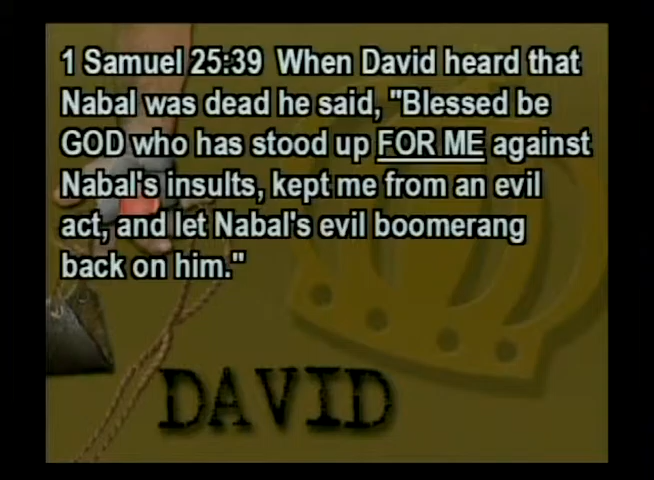 1 Samuel 25:39  When David heard that
Nabal was dead he said, "Blessed be
GOD who has stood up FOR ME against
Nabal's insults, kept me from an evil
act, and let Nabal's evil boomerang
back on him."
DAVID